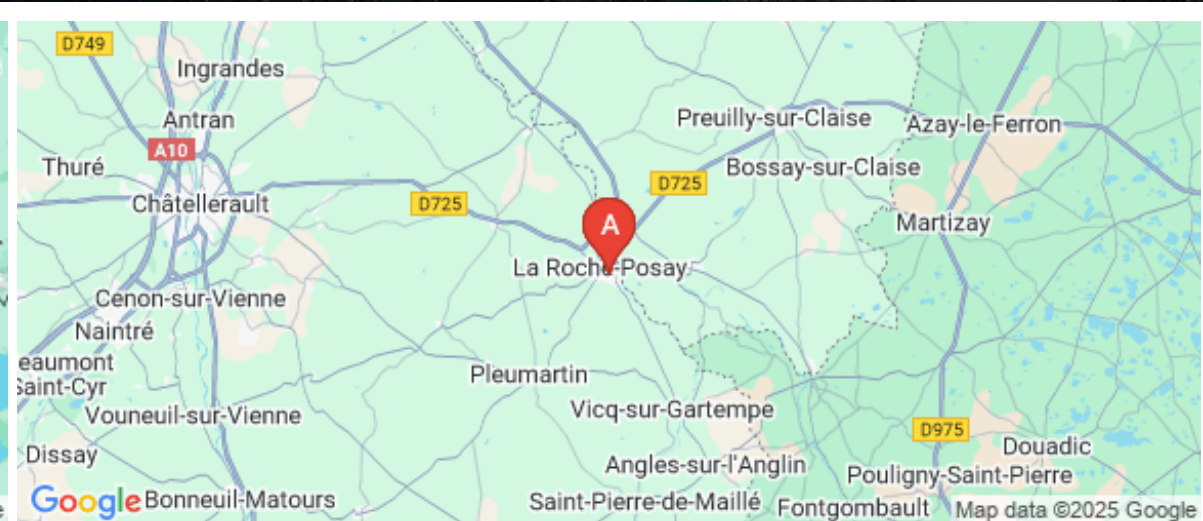 D749
Ingrandes
Antran
A10
Thuré
Châtellerault
D725
Preuilly-sur-Claise
Azay-le-Ferron
Bossay-sur-Claise
D725
Martizay
A
La Roche-Posay
Cenon-sur-Vienne
Naintré
eaumont
Saint-Cyr
Pleumartin
Vouneuil-sur-Vienne
Vicq-sur-Gartempe
D975
Dissay
Douadic
Angles-sur-l'Anglin
Pouligny-Saint-Pierre
Google
Bonneuil-Matours
Saint-Pierre-de-Maillé
Fontgombault
Map data ©2025 Google